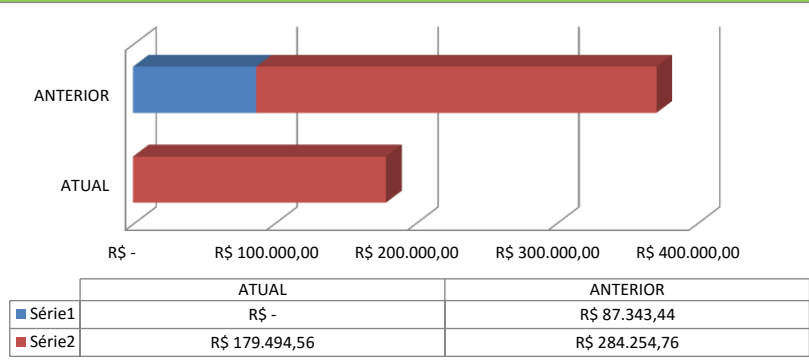 ANTERIOR
ATUAL
R$ - R$ 100.000,00 R$ 200.000,00 R$ 300.000,00 R$ 400.000,00
ATUAL ANTERIOR
Série1 R$ - R$ 87.343,44
Série2 R$ 179.494,56 R$ 284.254,76